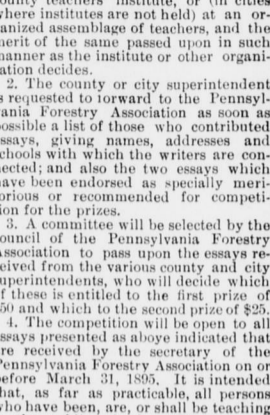 county teachers' institute, or (in cities
where institutes are not held) at an or-
ganized assemblage of teachers, and the
merit of the same passed upon in such
manner as the institute or other organi-
ation decides.
2. The county or city superintendent
s requested to forward to the Pennsyl-
vania Forestry Association as soon as
possible a list of those who contributed
essays, giving names, addresses and
schools with which the writers are con-
nected; and also the two essays which
have been endorsed as specially meri-
torious or recommended for competi-
tion for the prizes.
3. A committee will be selected by the
council of the Pennsylvania Forestry
Association to pass upon the essays re-
ceived from the various county and city
superintendents, who will decide which
of these is entitled to the first prize of
$50 and which to the second prize of $25.
4. The competition will be open to all
essays presented as above indicated that
are received by the secretary of the
Pennsylvania Forestry Association on or
before March 31, 1895. It is intended
that, as far as practicable, all persons
who have been, are, or shall be teaching